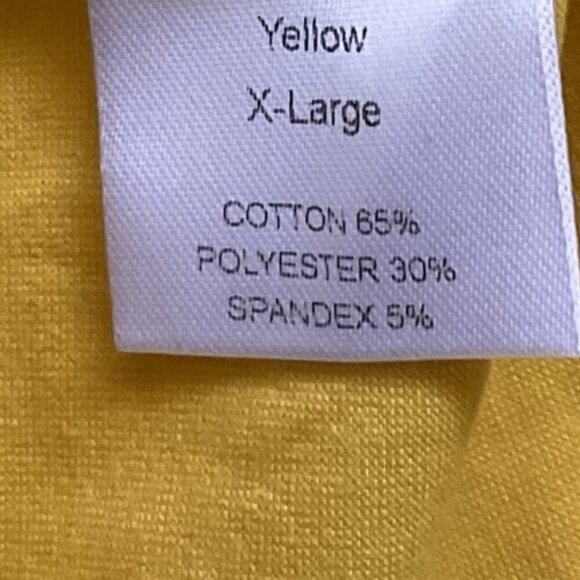 Yellow
X-Large
COTTON 65%
POLYESTER 30%
SPANDEX 5%